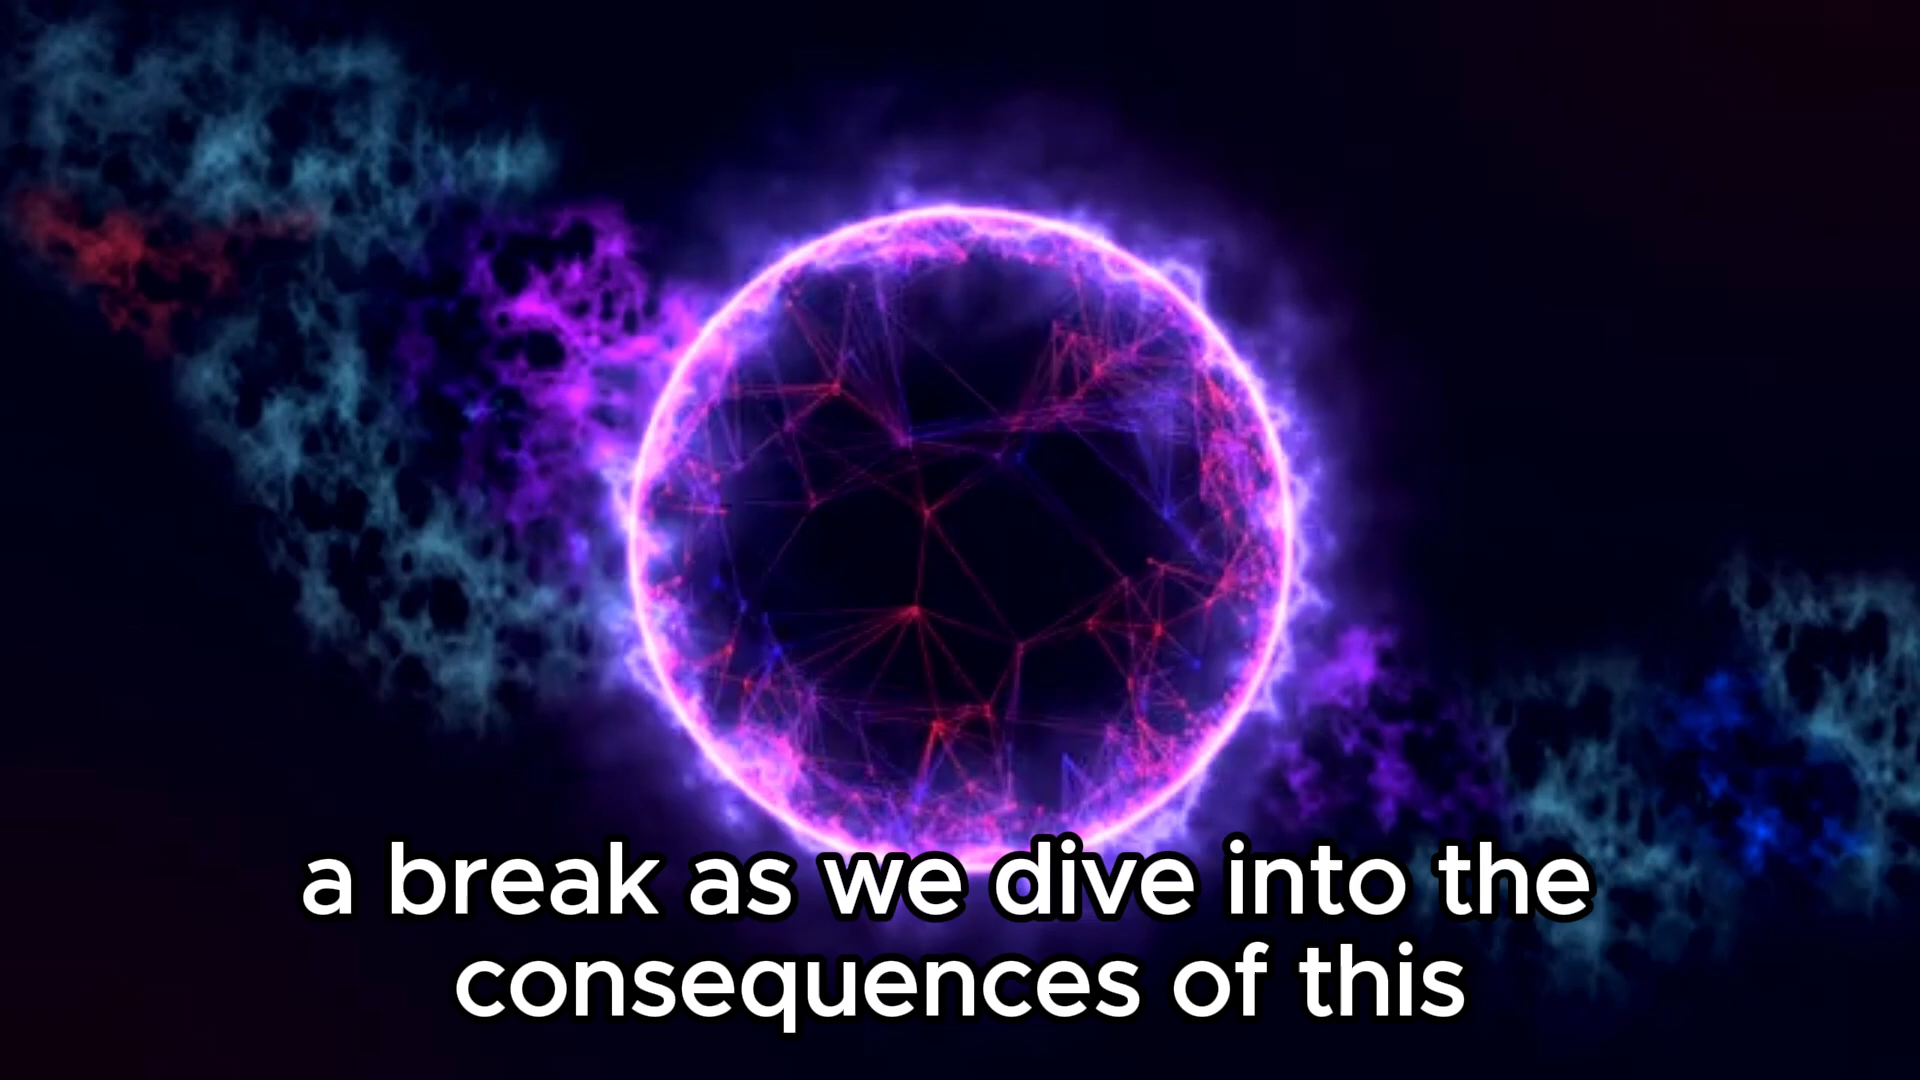 a break as we dive into the
consequences of this